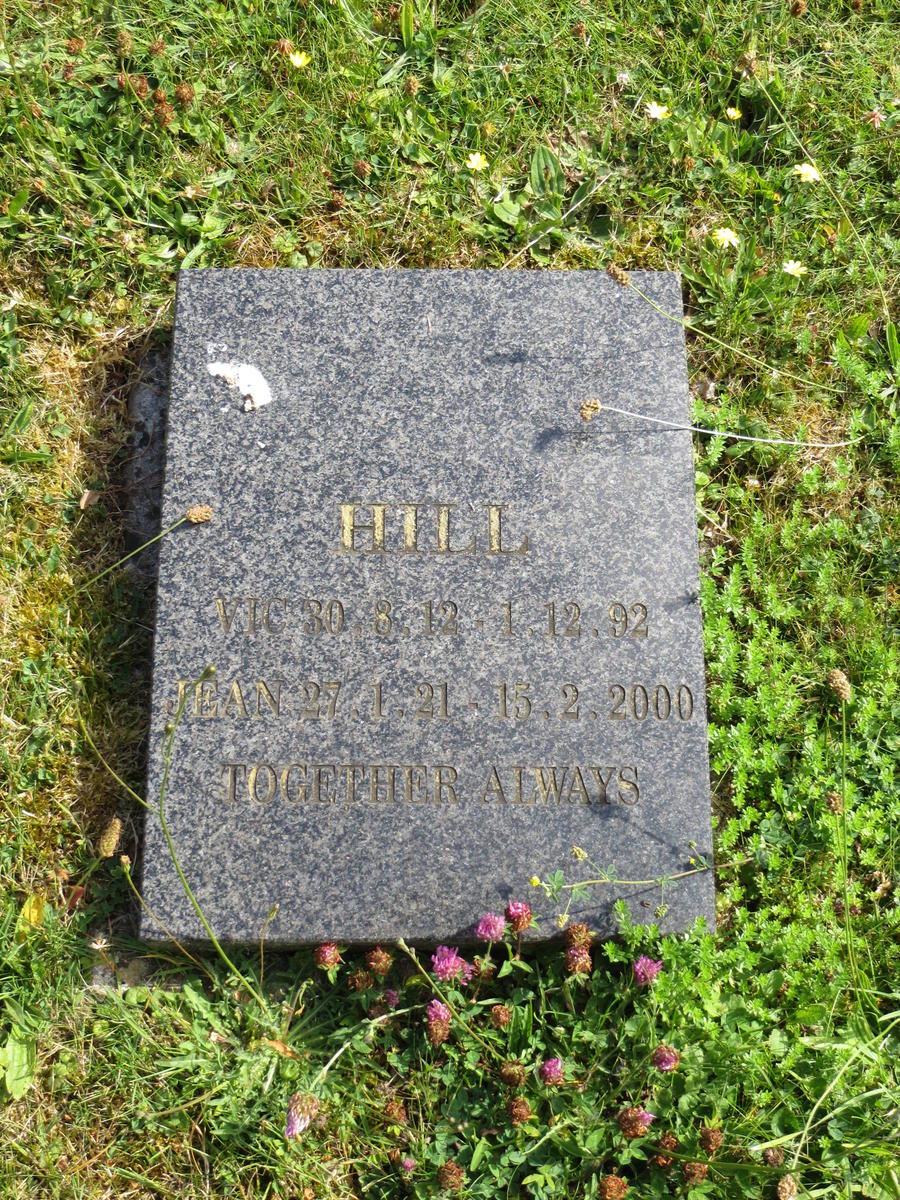 HILL
VIC 30.8.12 - 1.12.92
JEAN 27.1.21 - 15.2.2000
TOGETHER ALWAYS